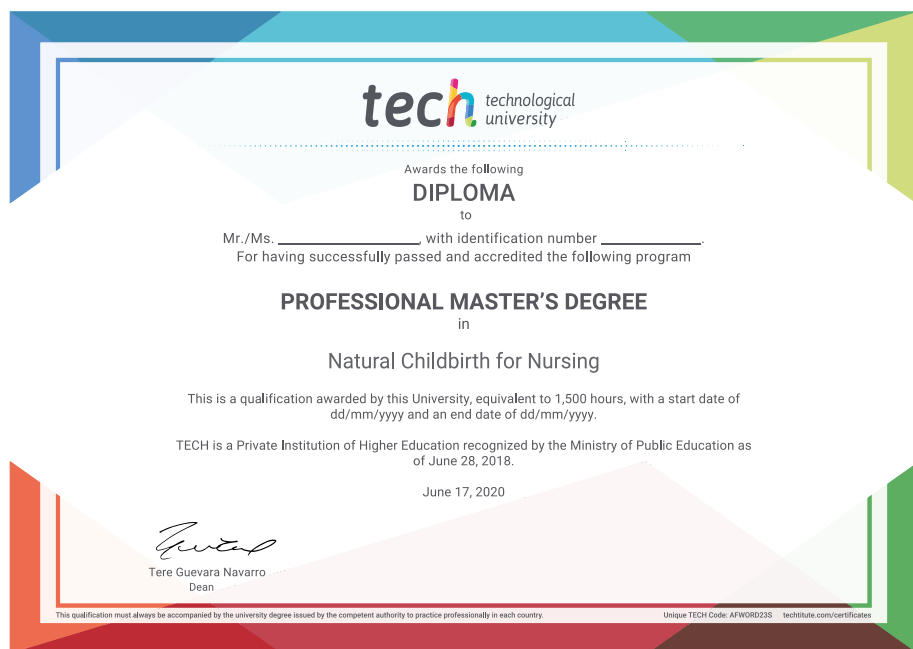 tech technological
university
Awards the following
DIPLOMA
to
Mr./Ms. ____________________, with identification number ______________.
For having successfully passed and accredited the following program
PROFESSIONAL MASTER'S DEGREE
in
Natural Childbirth for Nursing
This is a qualification awarded by this University, equivalent to 1,500 hours, with a start date of
dd/mm/yyyy and an end date of dd/mm/yyyy.
TECH is a Private Institution of Higher Education recognized by the Ministry of Public Education as
of June 28, 2018.
June 17, 2020
Tere Guevara Navarro
Dean
This qualification must always be accompanied by the university degree issued by the competent authority to practice professionally in each country. Unique TECH Code: AFWORD23S techtitute.com/certificates